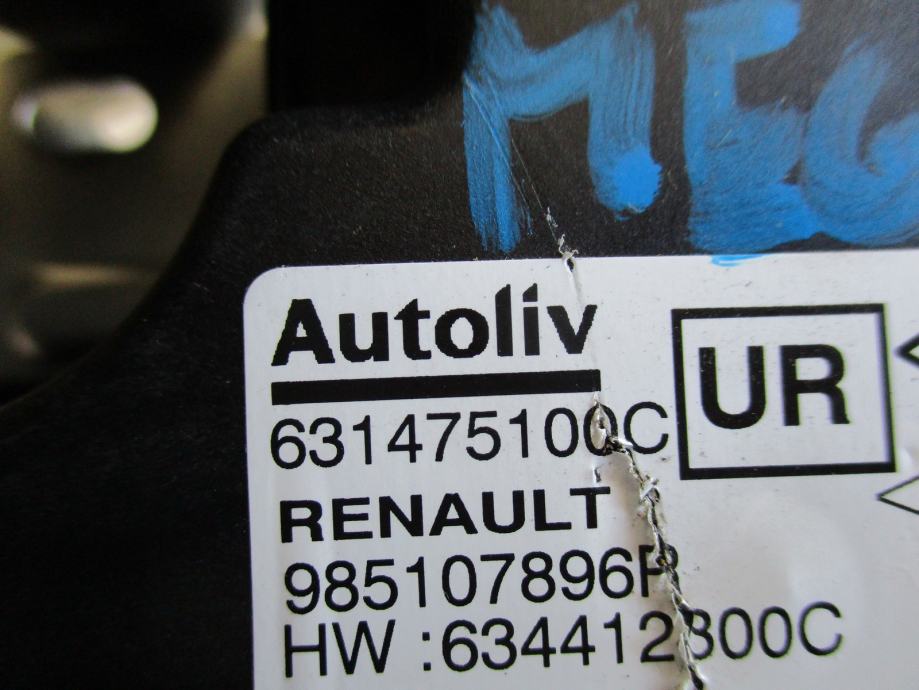 MEG
Autoliv
631475100C
UR
RENAULT
985107896R
HW :634412800C